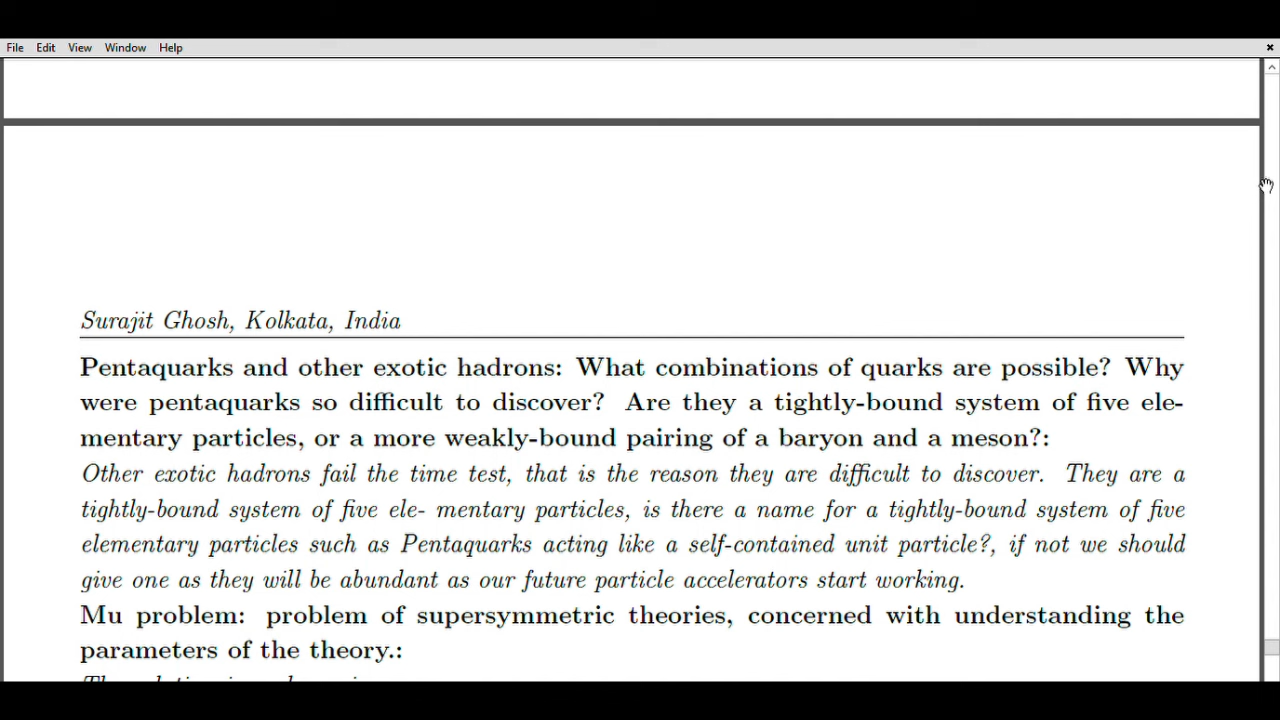 File Edit View Window Help
Surajit Ghosh, Kolkata, India
Pentaquarks and other exotic hadrons: What combinations of quarks are possible? Why
were pentaquarks so difficult to discover? Are they a tightly-bound system of five ele-
mentary particles, or a more weakly-bound pairing of a baryon and a meson?:
Other exotic hadrons fail the time test, that is the reason they are difficult to discover. They are a
tightly-bound system of five ele- mentary particles, is there a name for a tightly-bound system of five
elementary particles such as Pentaquarks acting like a self-contained unit particle?, if not we should
give one as they will be abundant as our future particle accelerators start working.
Mu problem: problem of supersymmetric theories, concerned with understanding the
parameters of the theory.: